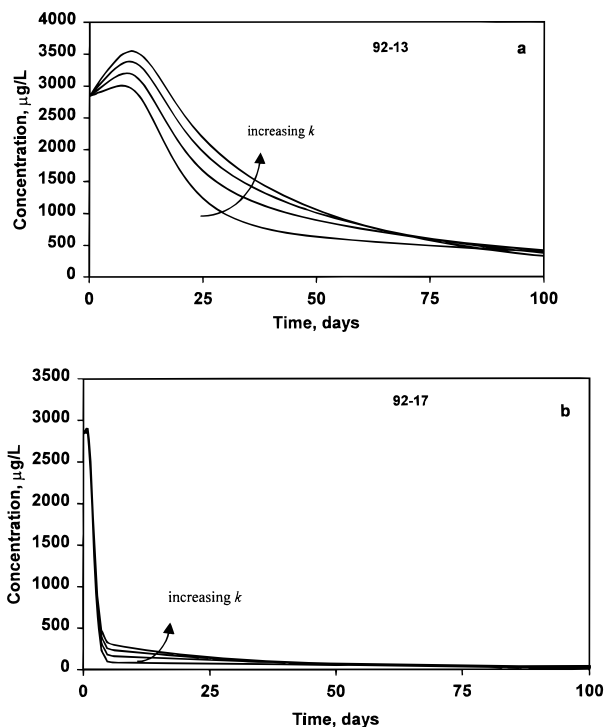 4000
3500
3000
2500
2000
1500
1000
500
0
Concentration, µg/L
92-13
a
increasing k
0 25 50 75 100
Time, days
3500
3000
2500
2000
1500
1000
500
0
Concentration, µg/L
92-17
b
increasing k
0 25 50 75 100
Time, days